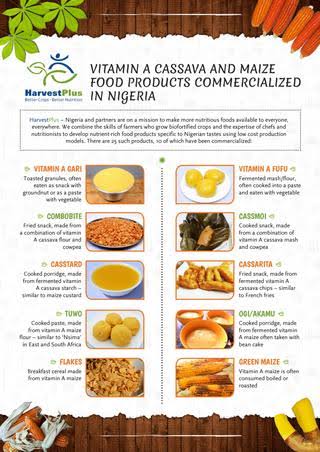 HarvestPlus
Better Crops • Better Nutrition
VITAMIN A CASSAVA AND MAIZE
FOOD PRODUCTS COMMERCIALIZED
IN NIGERIA
HarvestPlus – Nigeria and partners are on a mission to make more nutritious foods available to everyone,
everywhere. We combine the skills of farmers who grow biofortified crops and the expertise of chefs and
nutritionists to develop nutrient-rich food products specific to Nigerian tastes using low cost production
models. There are 25 such products, 10 of which have been commercialized:
VITAMIN A GARI
Toasted granules, often
eaten as snack with
groundnut or as a paste
with vegetable
COMBOBITE
Fried snack, made from
a combination of vitamin
A cassava flour and
cowpea
CASSTARD
Cooked porridge, made
from fermented vitamin
A cassava starch –
similar to maize custard
TUWO
Cooked paste, made
from vitamin A maize
flour – similar to 'Nsima'
in East and South Africa
FLAKES
Breakfast cereal made
from vitamin A maize
VITAMIN A FUFU
Fermented mash/flour,
often cooked into a paste
and eaten with vegetable
CASSMOI
Cooked snack, made
from a combination of
vitamin A cassava mash
and cowpea
CASSARITA
Fried snack, made from
fermented vitamin A
cassava chips – similar
to French fries
OGI/AKAMU
Cooked porridge, made
from fermented vitamin
A maize often taken with
bean cake
GREEN MAIZE
Vitamin A maize is often
consumed boiled or
roasted